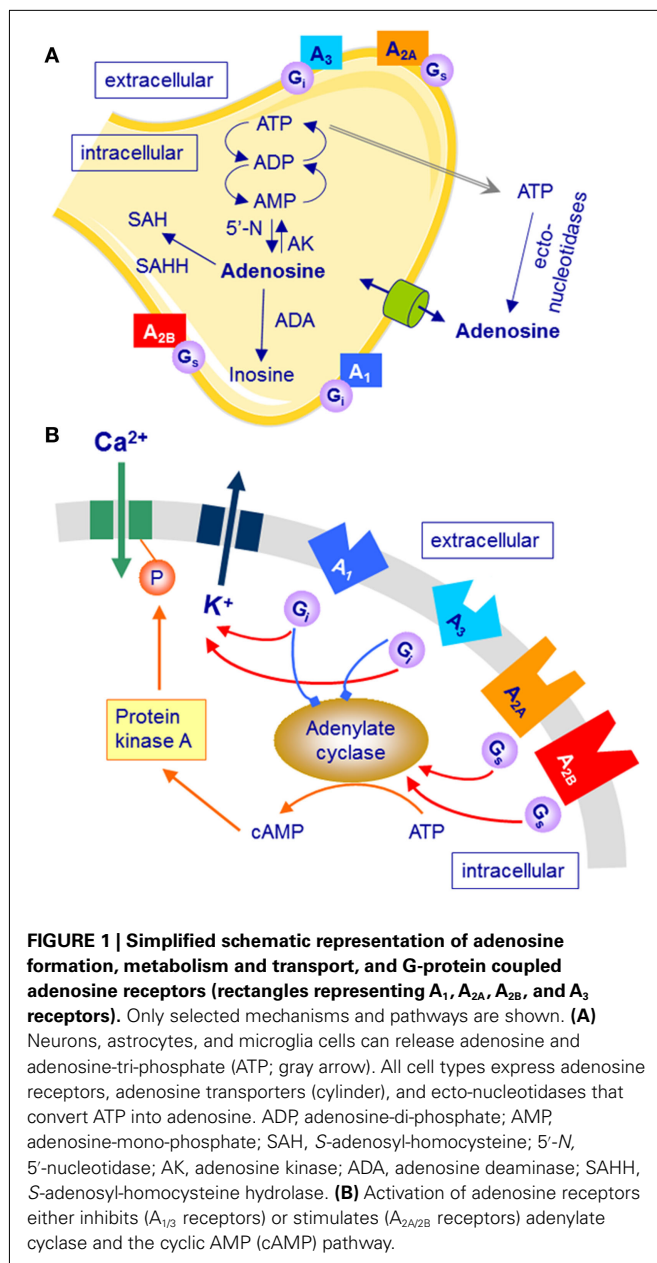 A
A3
A2A
Gi
Gs
extracellular
intracellular
ATP
ADP
AMP
5′-N
AK
SAH
SAHH
Adenosine
ADA
Inosine
A2B
Gs
A1
Gi
ATP
ecto-
nucleotidases
Adenosine
B
Ca2+
P
K+
Gi
A1
extracellular
A3
Gi
A2A
Gs
A2B
Gs
Protein
kinase A
Adenylate
cyclase
cAMP
ATP
intracellular
FIGURE 1 | Simplified schematic representation of adenosine
formation, metabolism and transport, and G-protein coupled
adenosine receptors (rectangles representing A1, A2A, A2B, and A3
receptors). Only selected mechanisms and pathways are shown. (A)
Neurons, astrocytes, and microglia cells can release adenosine and
adenosine-tri-phosphate (ATP; gray arrow). All cell types express adenosine
receptors, adenosine transporters (cylinder), and ecto-nucleotidases that
convert ATP into adenosine. ADP, adenosine-di-phosphate; AMP,
adenosine-mono-phosphate; SAH, S-adenosyl-homocysteine; 5′-N,
5′-nucleotidase; AK, adenosine kinase; ADA, adenosine deaminase; SAHH,
S-adenosyl-homocysteine hydrolase. (B) Activation of adenosine receptors
either inhibits (A1/3 receptors) or stimulates (A2A/2B receptors) adenylate
cyclase and the cyclic AMP (cAMP) pathway.